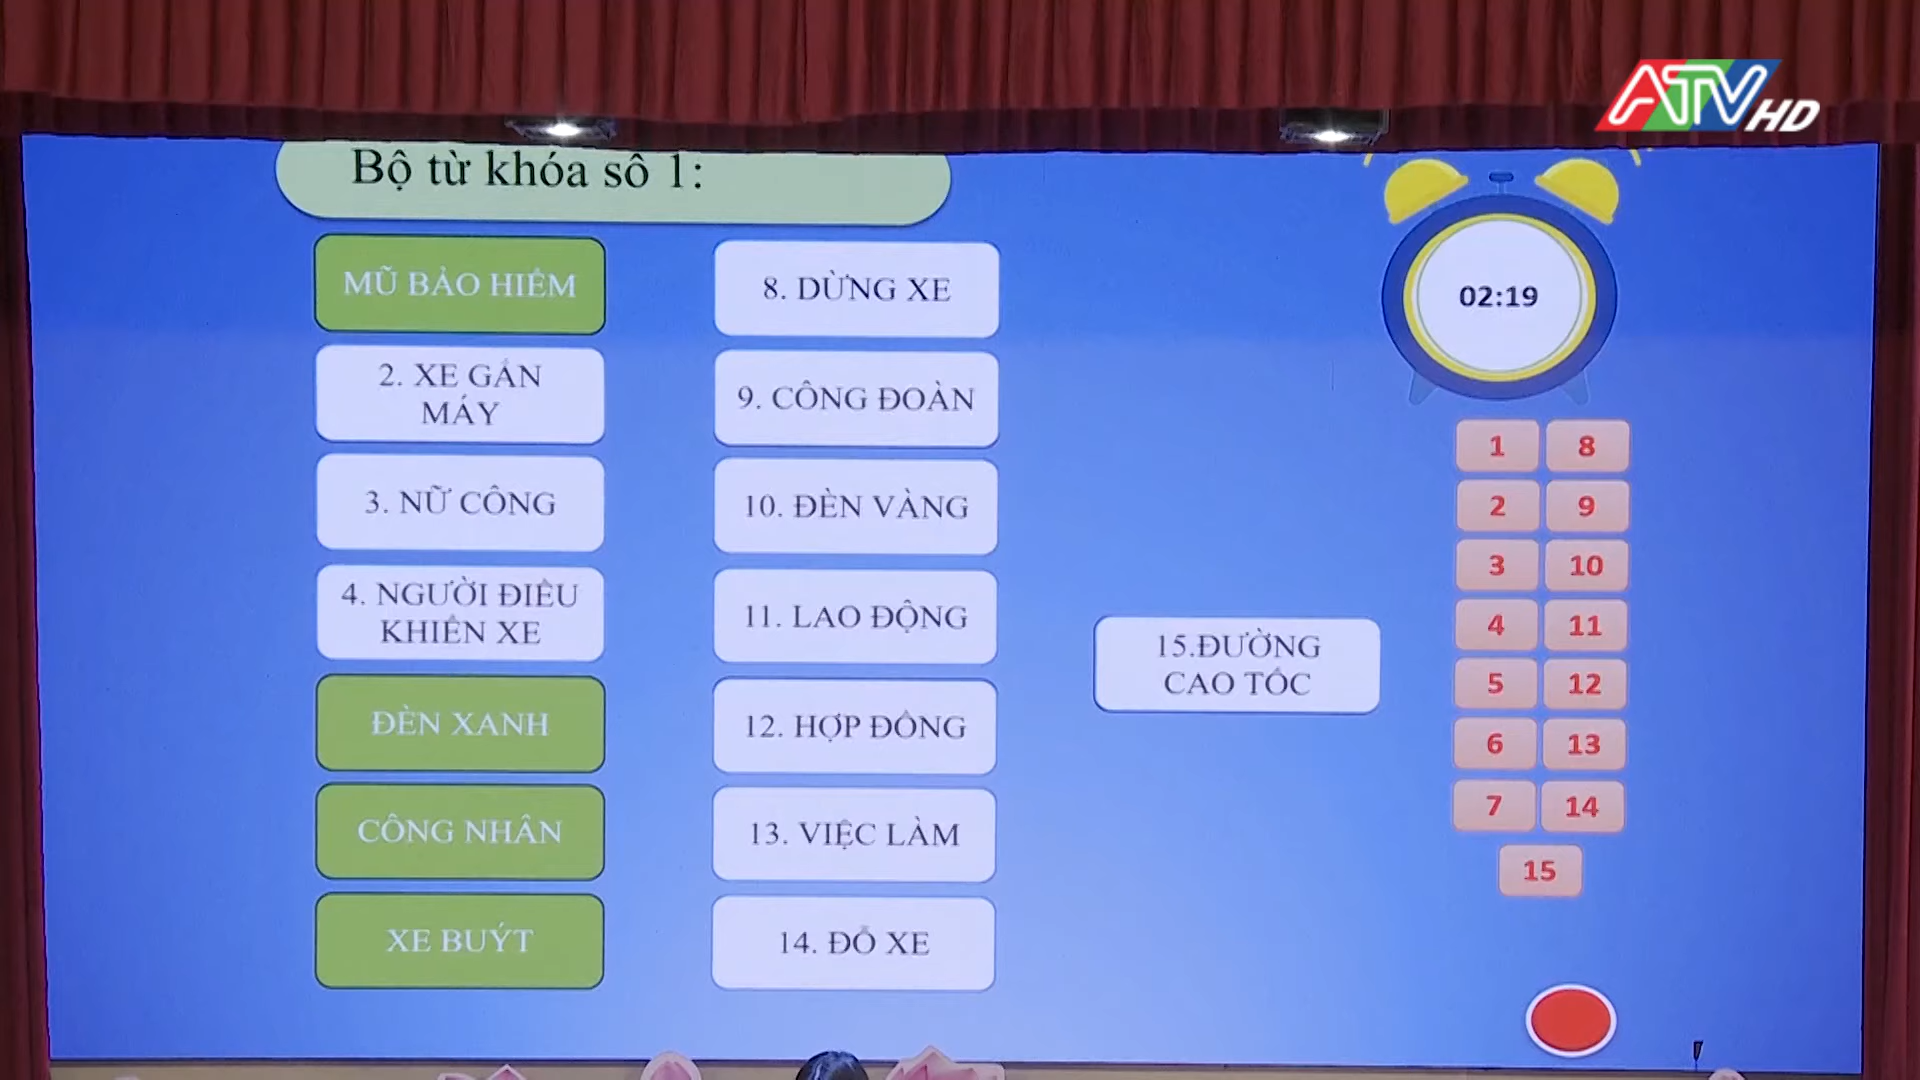 ATV HD
Bộ từ khóa số 1:
MŨ BẢO HIỂM
2. XE GẮN
MÁY
3. NỮ CÔNG
4. NGƯỜI ĐIỀU
KHIỂN XE
ĐÈN XANH
CÔNG NHÂN
XE BUÝT
8. DỪNG XE
9. CÔNG ĐOÀN
10. ĐÈN VÀNG
11. LAO ĐỘNG
12. HỢP ĐỒNG
13. VIỆC LÀM
14. ĐỖ XE
15.ĐƯỜNG
CAO TỐC
02:19
1 8
2 9
3 10
4 11
5 12
6 13
7 14
15